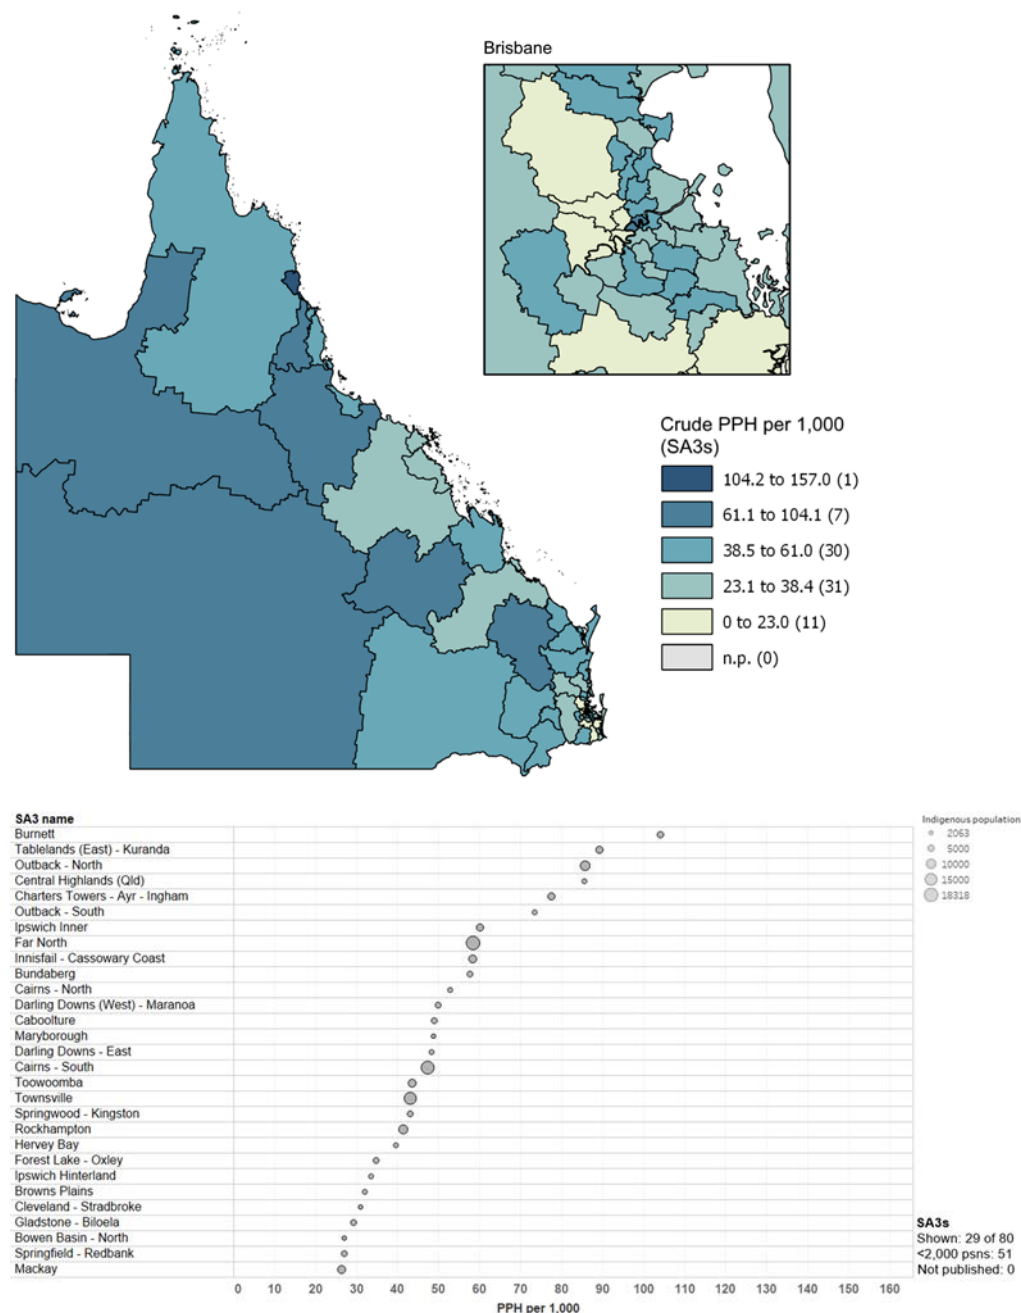 Brisbane
Crude PPH per 1,000
(SA3s)
104.2 to 157.0 (1)
61.1 to 104.1 (7)
38.5 to 61.0 (30)
23.1 to 38.4 (31)
0 to 23.0 (11)
n.p. (0)
SA3 name
Burnett
Tablelands (East) - Kuranda
Outback - North
Central Highlands (Qld)
Charters Towers - Ayr - Ingham
Outback - South
Ipswich Inner
Far North
Innisfail - Cassowary Coast
Bundaberg
Cairns - North
Darling Downs (West) - Maranoa
Caboolture
Maryborough
Darling Downs - East
Cairns - South
Toowoomba
Townsville
Springwood - Kingston
Rockhampton
Hervey Bay
Forest Lake - Oxley
Ipswich Hinterland
Browns Plains
Cleveland - Stradbroke
Gladstone - Biloela
Bowen Basin - North
Springfield - Redbank
Mackay
0 10 20 30 40 50 60 70 80 90 100 110 120 130 140 150 160
PPH per 1.000
Indigenous population
2063
5000
10000
15000
18318
SA3s
Shown: 29 of 80
<2,000 psns: 51
Not published: 0